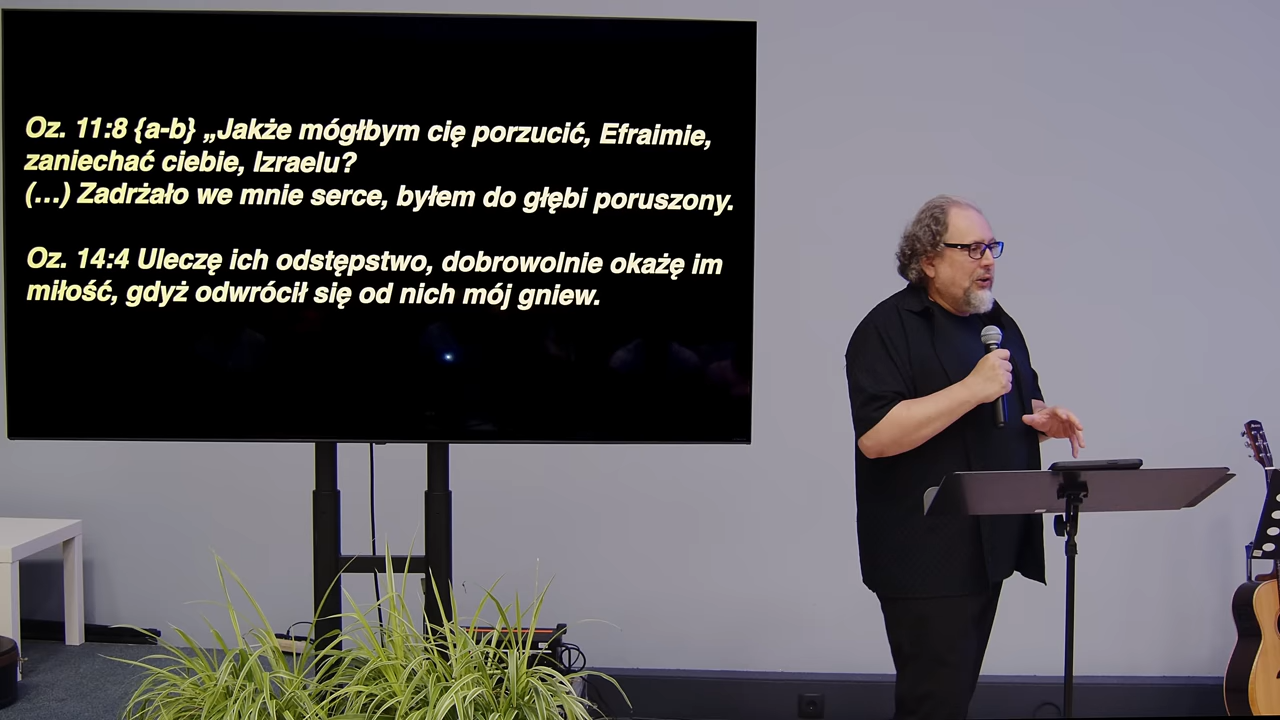 Oz. 11:8 {a-b} „Jakże mógłbym cię porzucić, Efraimie,
zaniechać ciebie, Izraelu?
(...) Zadrżało we mnie serce, byłem do głębi poruszony.
Oz. 14:4 Uleczę ich odstępstwo, dobrowolnie okażę im
miłość, gdyż odwrócił się od nich mój gniew.